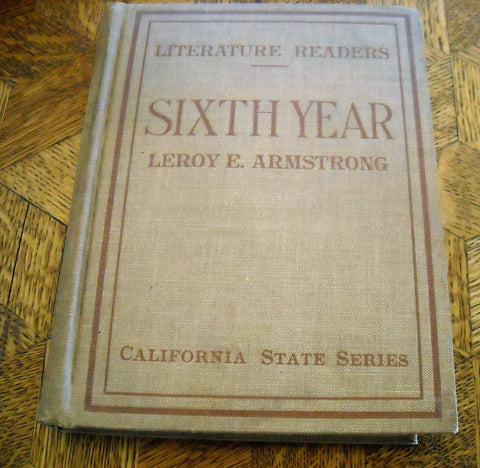 LITERATURE READERS
SIXTH YEAR
LEROY E. ARMSTRONG
CALIFORNIA STATE SERIES